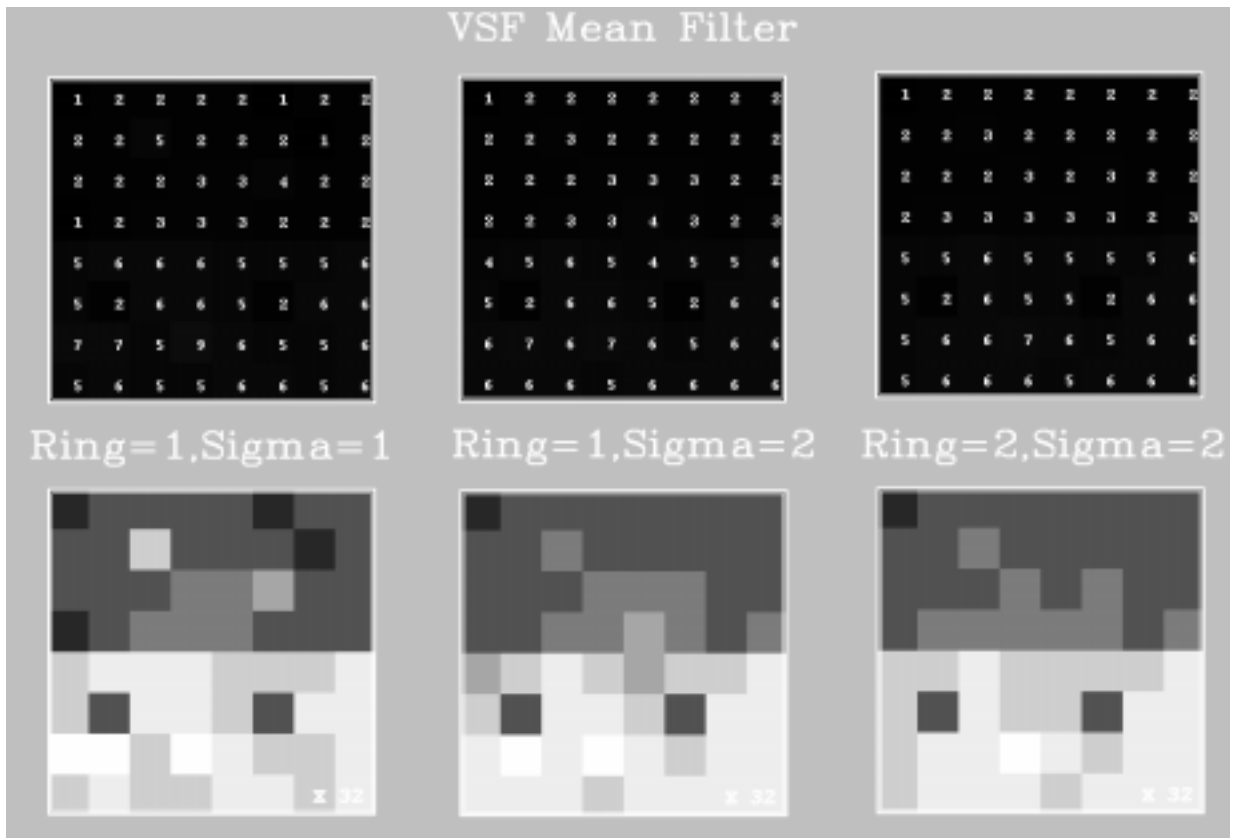 VSF Mean Filter
1 2 2 2 2 1 2 2
2 2 5 2 2 2 1 2
2 2 2 3 3 4 2 2
1 2 3 3 3 2 2 2
5 6 6 6 5 5 5 6
5 2 6 6 5 2 6 6
7 7 5 9 6 5 5 6
5 6 5 5 6 6 5 6
1 2 2 2 2 2 2 2
2 2 3 2 2 2 2 2
2 2 2 3 3 3 2 2
2 2 3 3 4 3 2 3
4 5 6 5 4 5 5 6
5 2 6 6 5 2 6 6
6 7 6 7 6 5 6 6
6 6 6 5 6 6 6 6
1 2 2 2 2 2 2 2
2 2 3 2 2 2 2 2
2 2 2 3 2 3 2 2
2 3 3 3 3 3 2 3
5 5 6 5 5 5 5 6
5 2 6 5 5 2 6 6
5 6 6 7 6 5 6 6
5 6 6 6 5 6 6 6
Ring=1,Sigma=1
Ring=1,Sigma=2
Ring=2,Sigma=2
X 32
X 32
X 32